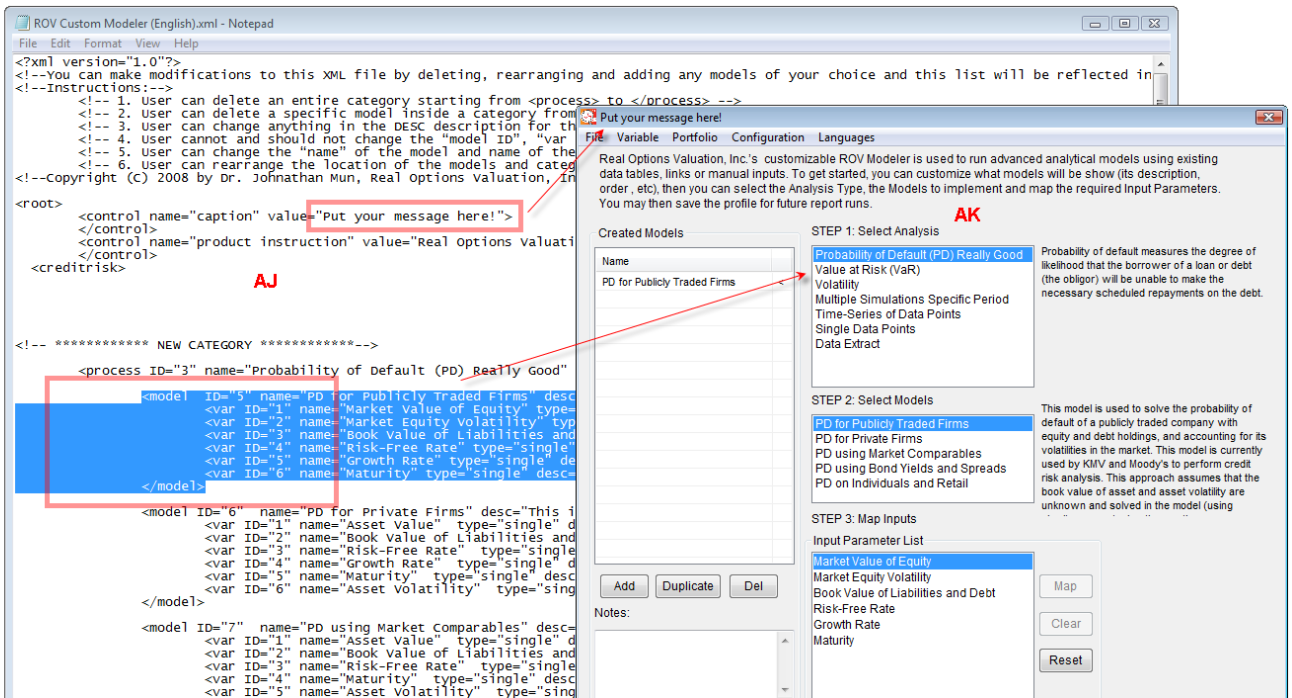 ROV Custom Modeler (English).xml - Notepad
File Edit Format View Help
<?xml version="1.0"?>
<!--You can make modifications to this XML file by deleting, rearranging and adding any models of your choice and this list will be reflected in
<!--Instructions:-->
<!-- 1. User can delete an entire category starting from <process> to </process> -->
<!-- 2. User can delete a specific model inside a category from
<!-- 3. User can change anything in the DESC description for th
<!-- 4. User cannot and should not change the "model ID", "var
<!-- 5. User can change the "name" of the model and name of the
<!-- 6. User can rearrange the location of the models and categ
<!--Copyright (C) 2008 by Dr. Johnathan Mun, Real Options Valuation, In
<root>
<control name="caption" value="Put your message here!">
</control>
<control name="product instruction" value="Real Options Valuati
</control>
<creditrisk>
AJ
<!-- ************ NEW CATEGORY ************-->
<process ID="3" name="Probability of Default (PD) Really Good"
<model ID="5" name="PD for Publicly Traded Firms" desc
<var ID="1" name="Market Value of Equity" type=
<var ID="2" name="Market Equity Volatility" typ
<var ID="3" name="Book Value of Liabilities and
<var ID="4" name="Risk-Free Rate" type="single"
<var ID="5" name="Growth Rate" type="single" de
<var ID="6" name="Maturity" type="single" desc=
</model>
<model ID="6" name="PD for Private Firms" desc="This i
<var ID="1" name="Asset Value" type="single" d
<var ID="2" name="Book Value of Liabilities and
<var ID="3" name="Risk-Free Rate" type="single
<var ID="4" name="Growth Rate" type="single" d
<var ID="5" name="Maturity" type="single" desc
<var ID="6" name="Asset Volatility" type="sing
</model>
<model ID="7" name="PD using Market Comparables" desc=
<var ID="1" name="Asset Value" type="single" d
<var ID="2" name="Book Value of Liabilities and
<var ID="3" name="Risk-Free Rate" type="single
<var ID="4" name="Maturity" type="single" desc
<var ID="5" name="Asset Volatility" type="sing
Put your message here!
File Variable Portfolio Configuration Languages
Real Options Valuation, Inc.'s customizable ROV Modeler is used to run advanced analytical models using existing
data tables, links or manual inputs. To get started, you can customize what models will be show (its description,
order , etc), then you can select the Analysis Type, the Models to implement and map the required Input Parameters.
You may then save the profile for future report runs.
AK
Created Models
Name
PD for Publicly Traded Firms <
Add Duplicate Del
Notes:
STEP 1: Select Analysis
Probability of Default (PD) Really Good
Value at Risk (VaR)
Volatility
Multiple Simulations Specific Period
Time-Series of Data Points
Single Data Points
Data Extract
Probability of default measures the degree of
likelihood that the borrower of a loan or debt
(the obligor) will be unable to make the
necessary scheduled repayments on the debt.
STEP 2: Select Models
PD for Publicly Traded Firms
PD for Private Firms
PD using Market Comparables
PD using Bond Yields and Spreads
PD on Individuals and Retail
This model is used to solve the probability of
default of a publicly traded company with
equity and debt holdings, and accounting for its
volatilities in the market. This model is currently
used by KMV and Moody's to perform credit
risk analysis. This approach assumes that the
book value of asset and asset volatility are
unknown and solved in the model (using
STEP 3: Map Inputs
Input Parameter List
Market Value of Equity
Market Equity Volatility
Book Value of Liabilities and Debt
Risk-Free Rate
Growth Rate
Maturity
Map
Clear
Reset